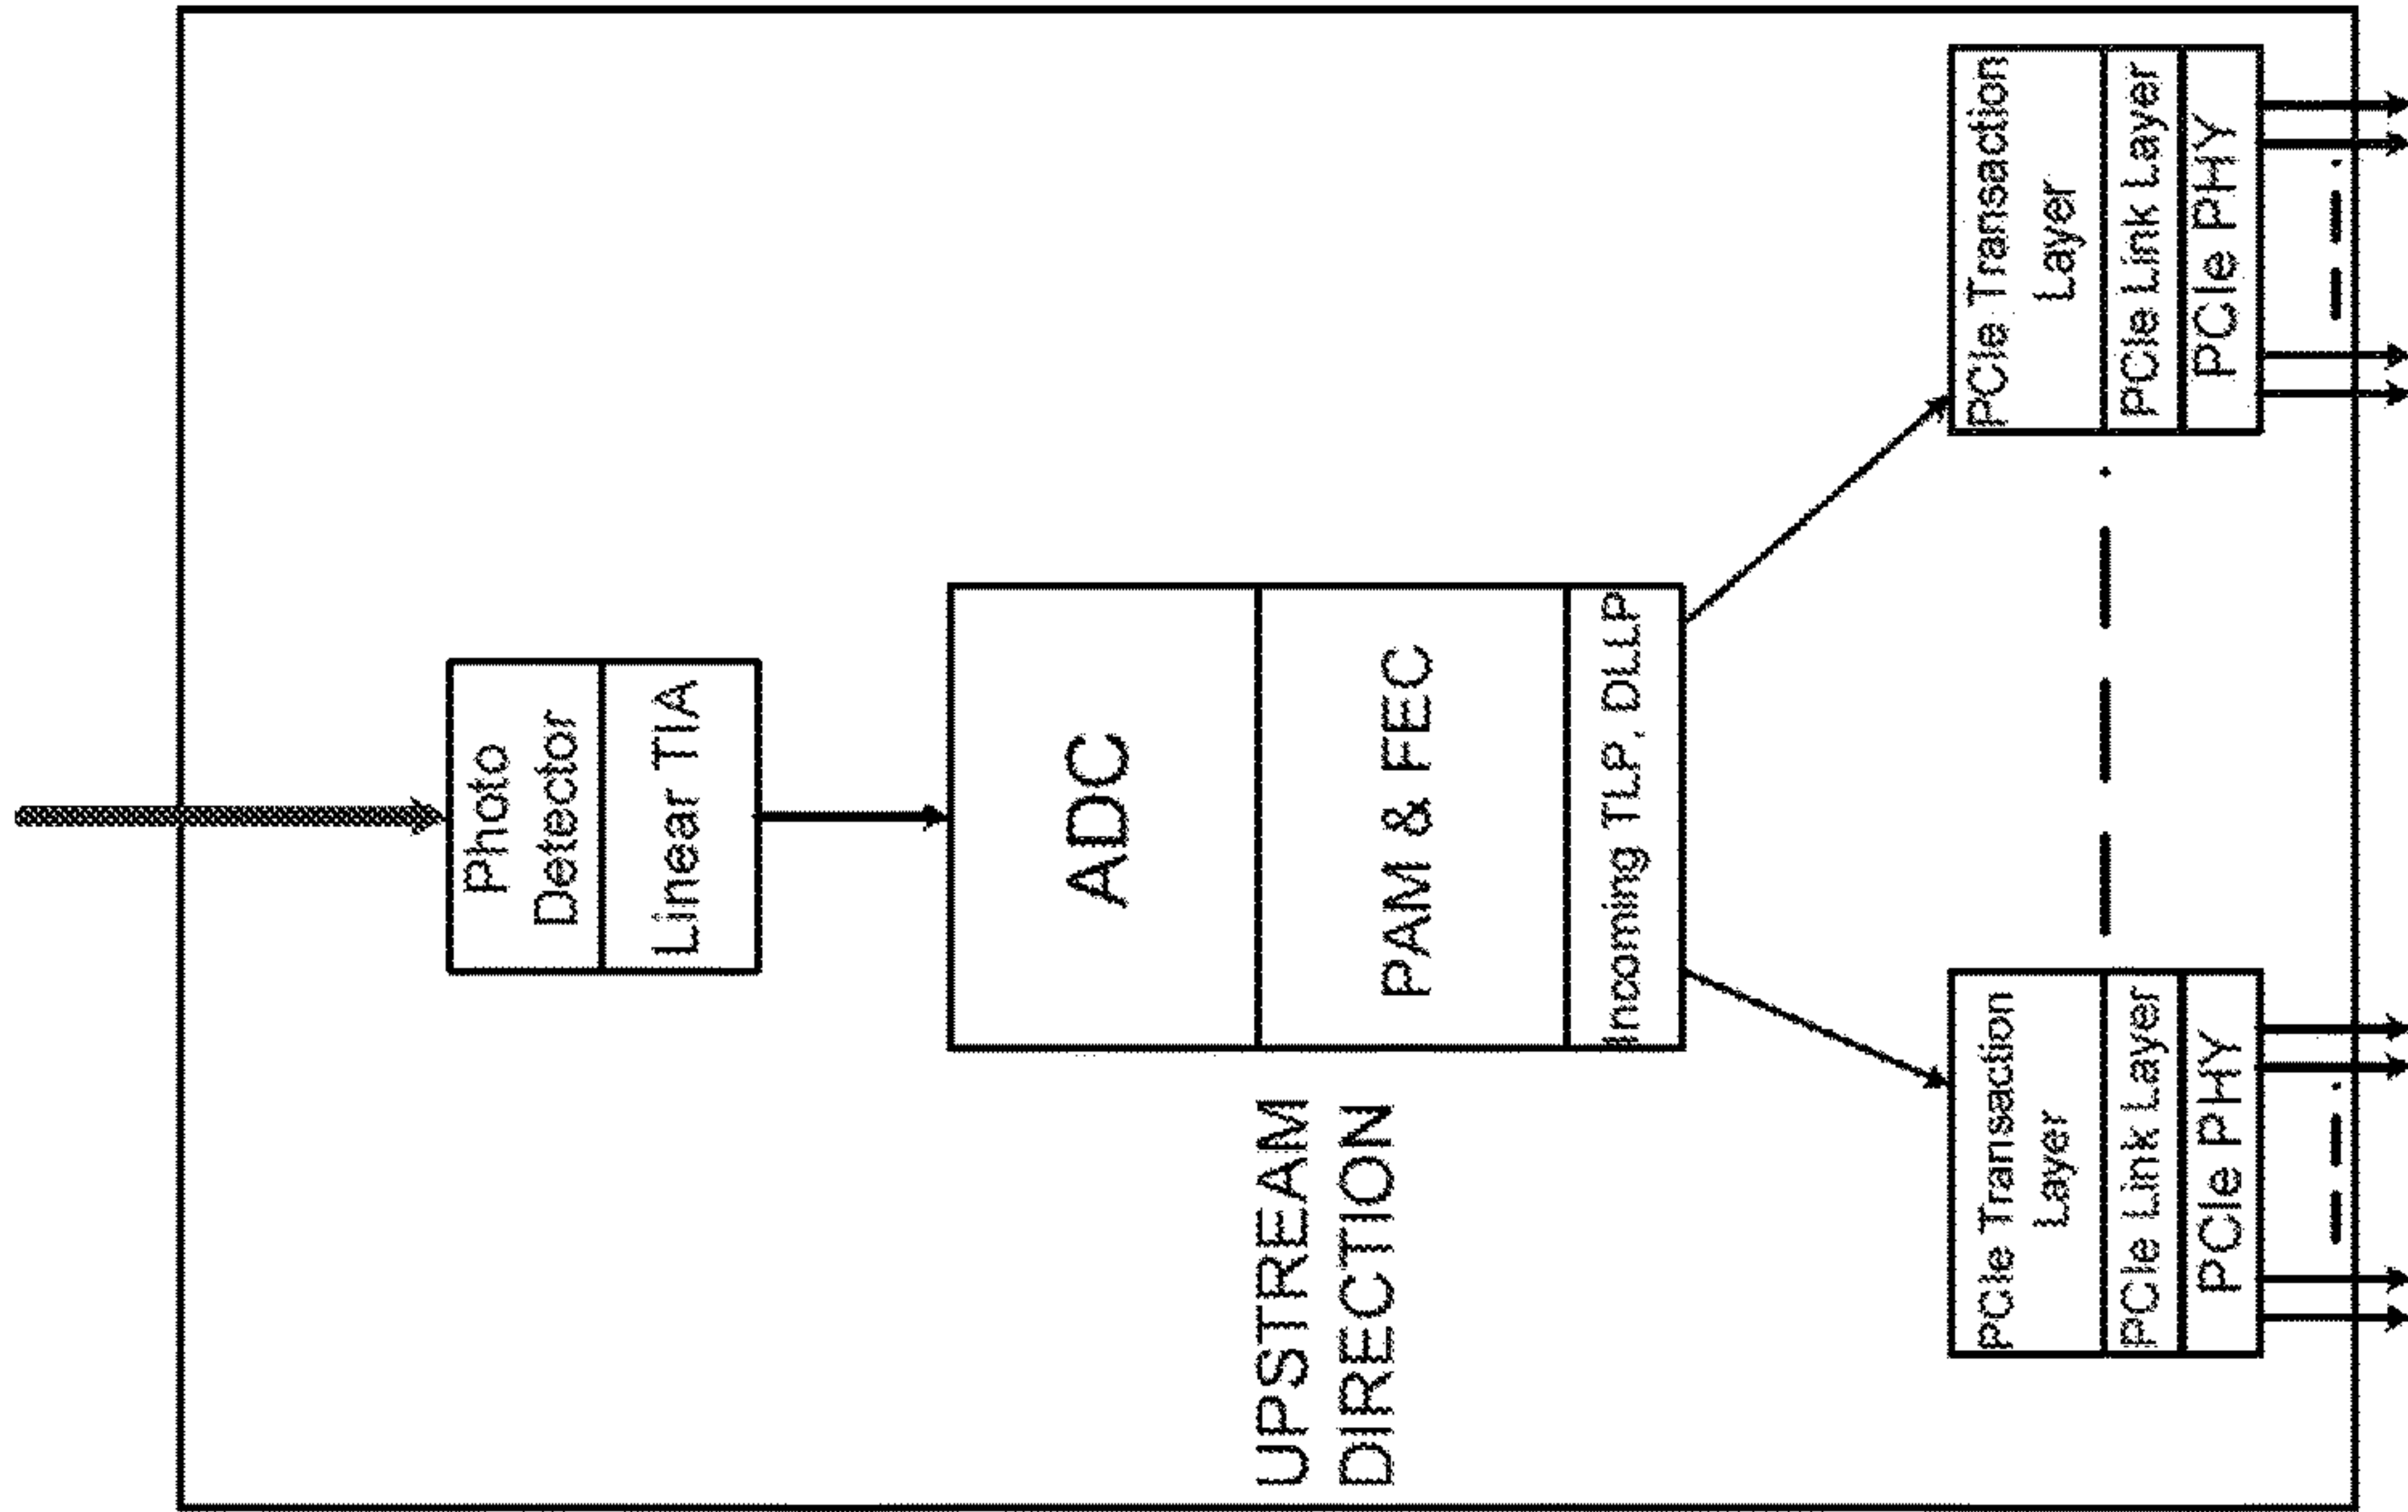 Photo
Detector
Linear TIA
ADC
PAM & FEC
Incoming TLP, DLLP
UPSTREAM
DIRECTION
PCIe Transaction
Layer
PCIe Link Layer
PCIe PHY
PCIe Transaction
Layer
PCIe Link Layer
PCIe PHY